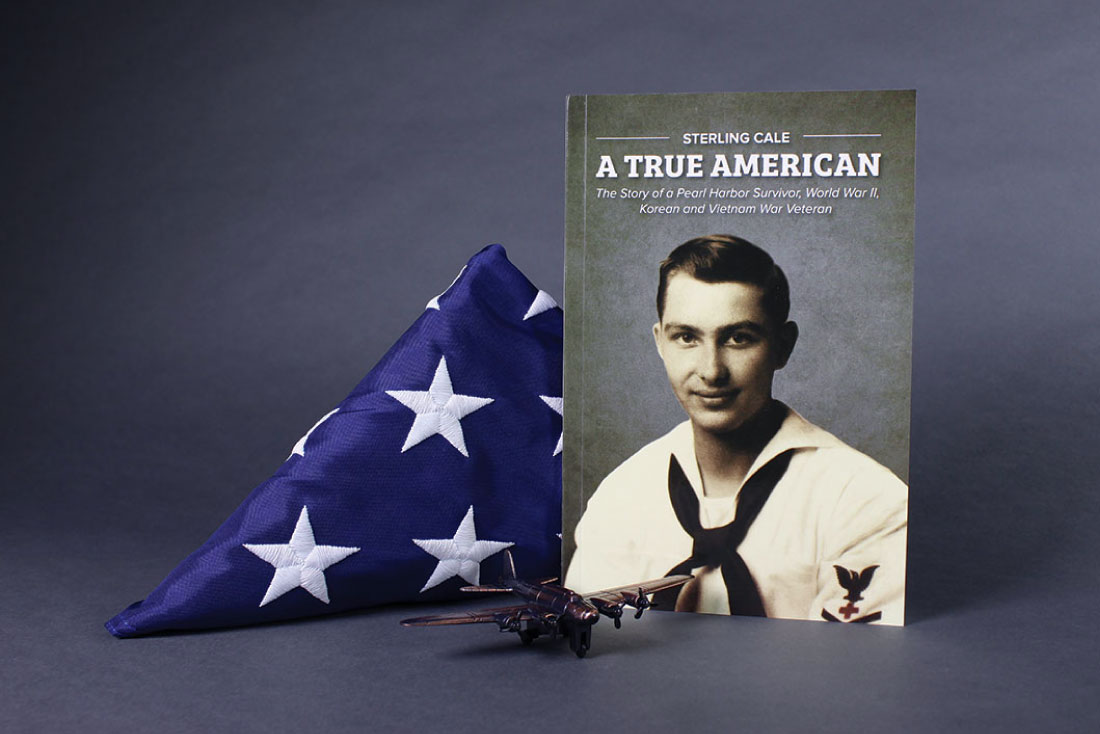 STERLING CALE
A TRUE AMERICAN
The Story of a Pearl Harbor Survivor, World War II,
Korean and Vietnam War Veteran